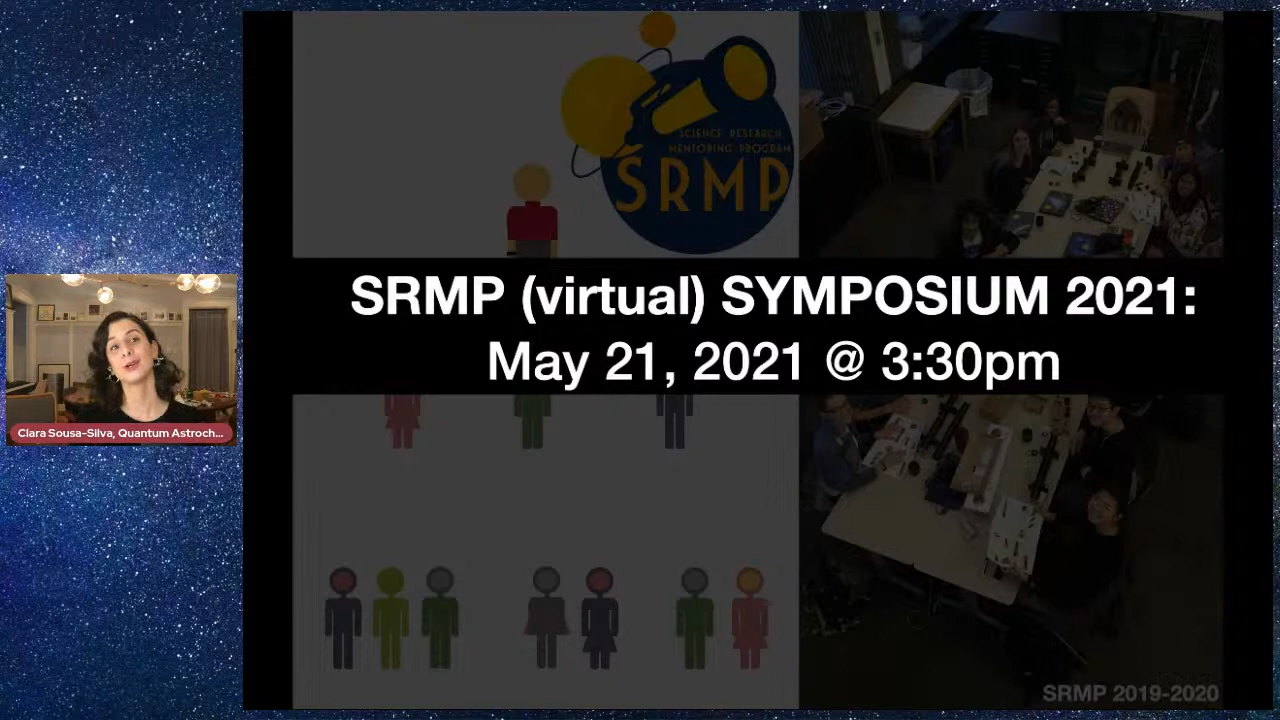 SCIENCE RESEARCH
MENTORING PROGRAM
SRMP
SRMP (virtual) SYMPOSIUM 2021:
May 21, 2021 @ 3:30pm
Clara Sousa-Silva, Quantum Astroch...
SRMP 2019-2020